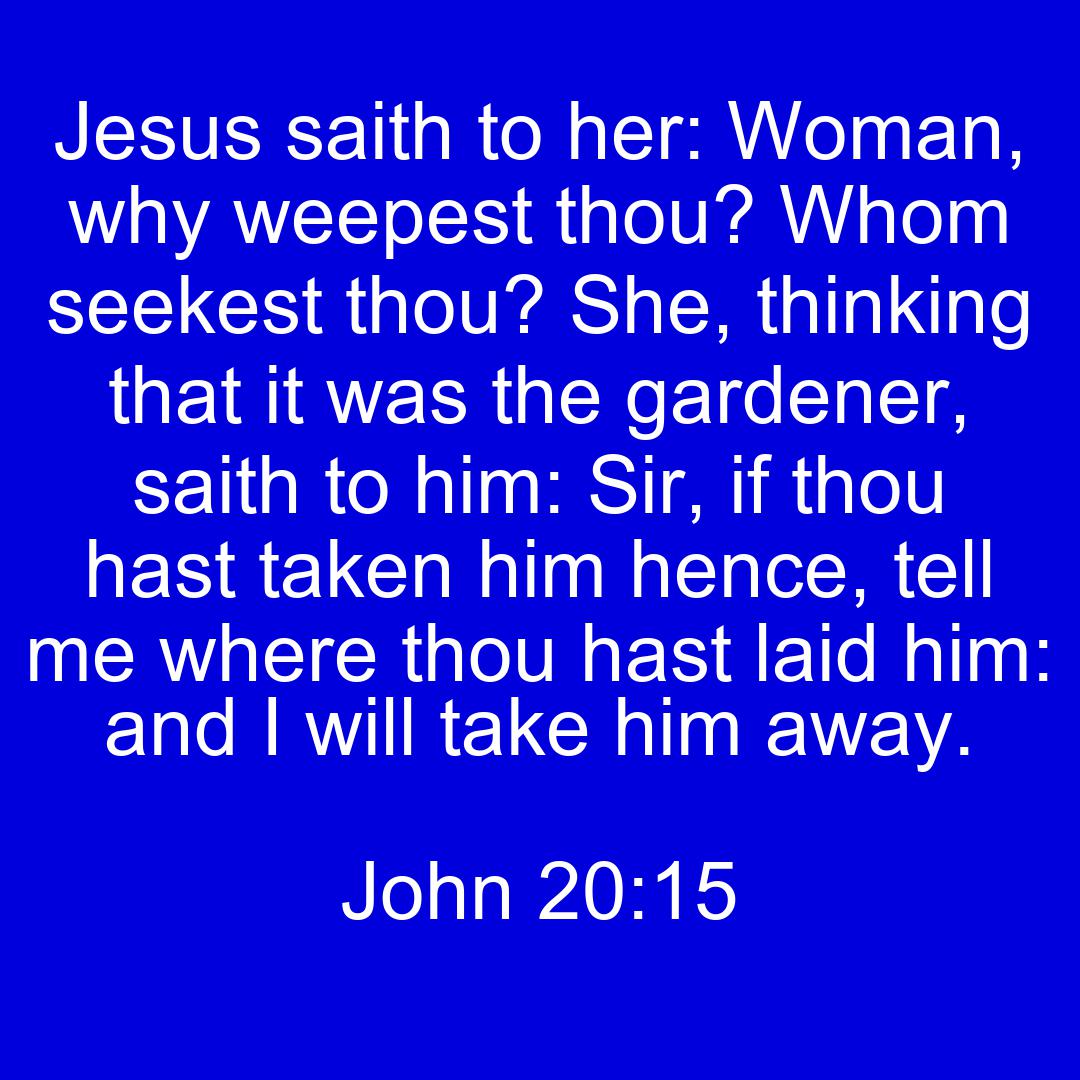 Jesus saith to her: Woman,
why weepest thou? Whom
seekest thou? She, thinking
that it was the gardener,
saith to him: Sir, if thou
hast taken him hence, tell
me where thou hast laid him:
and I will take him away.
John 20:15